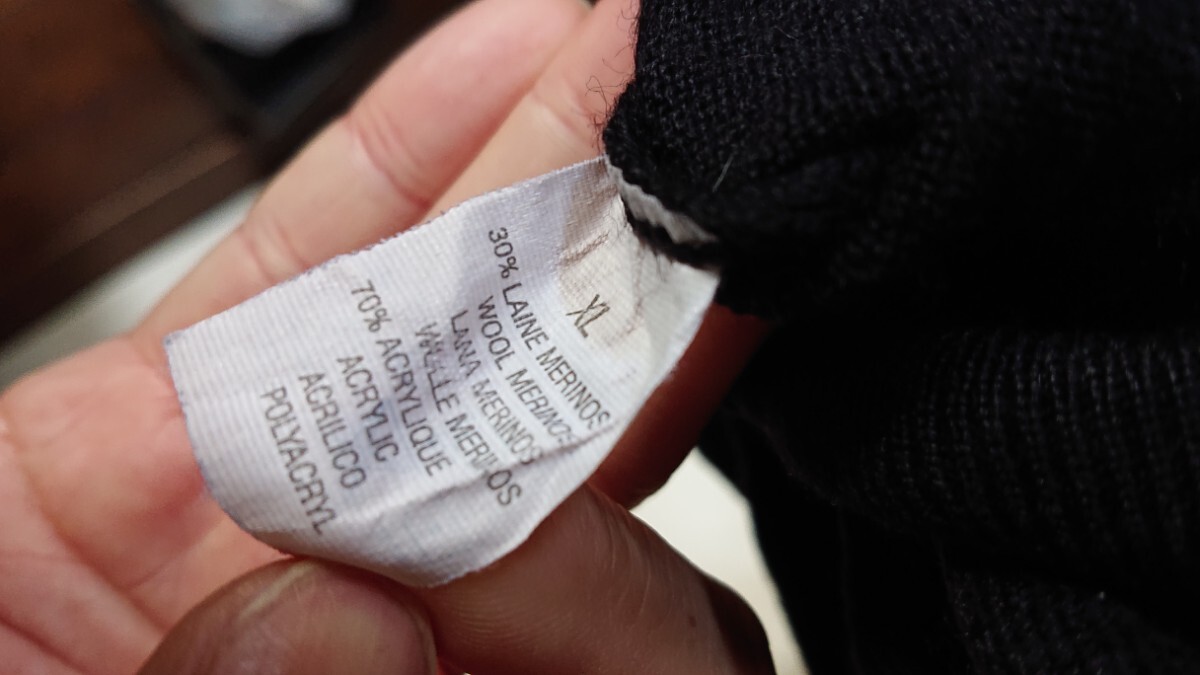 XL
30% LAINE MERINOS
WOOL MERINOS
LANA MERINOS
WOLLE MERINOS
70% ACRYLIQUE
ACRYLIC
ACRILICO
POLYACRYL